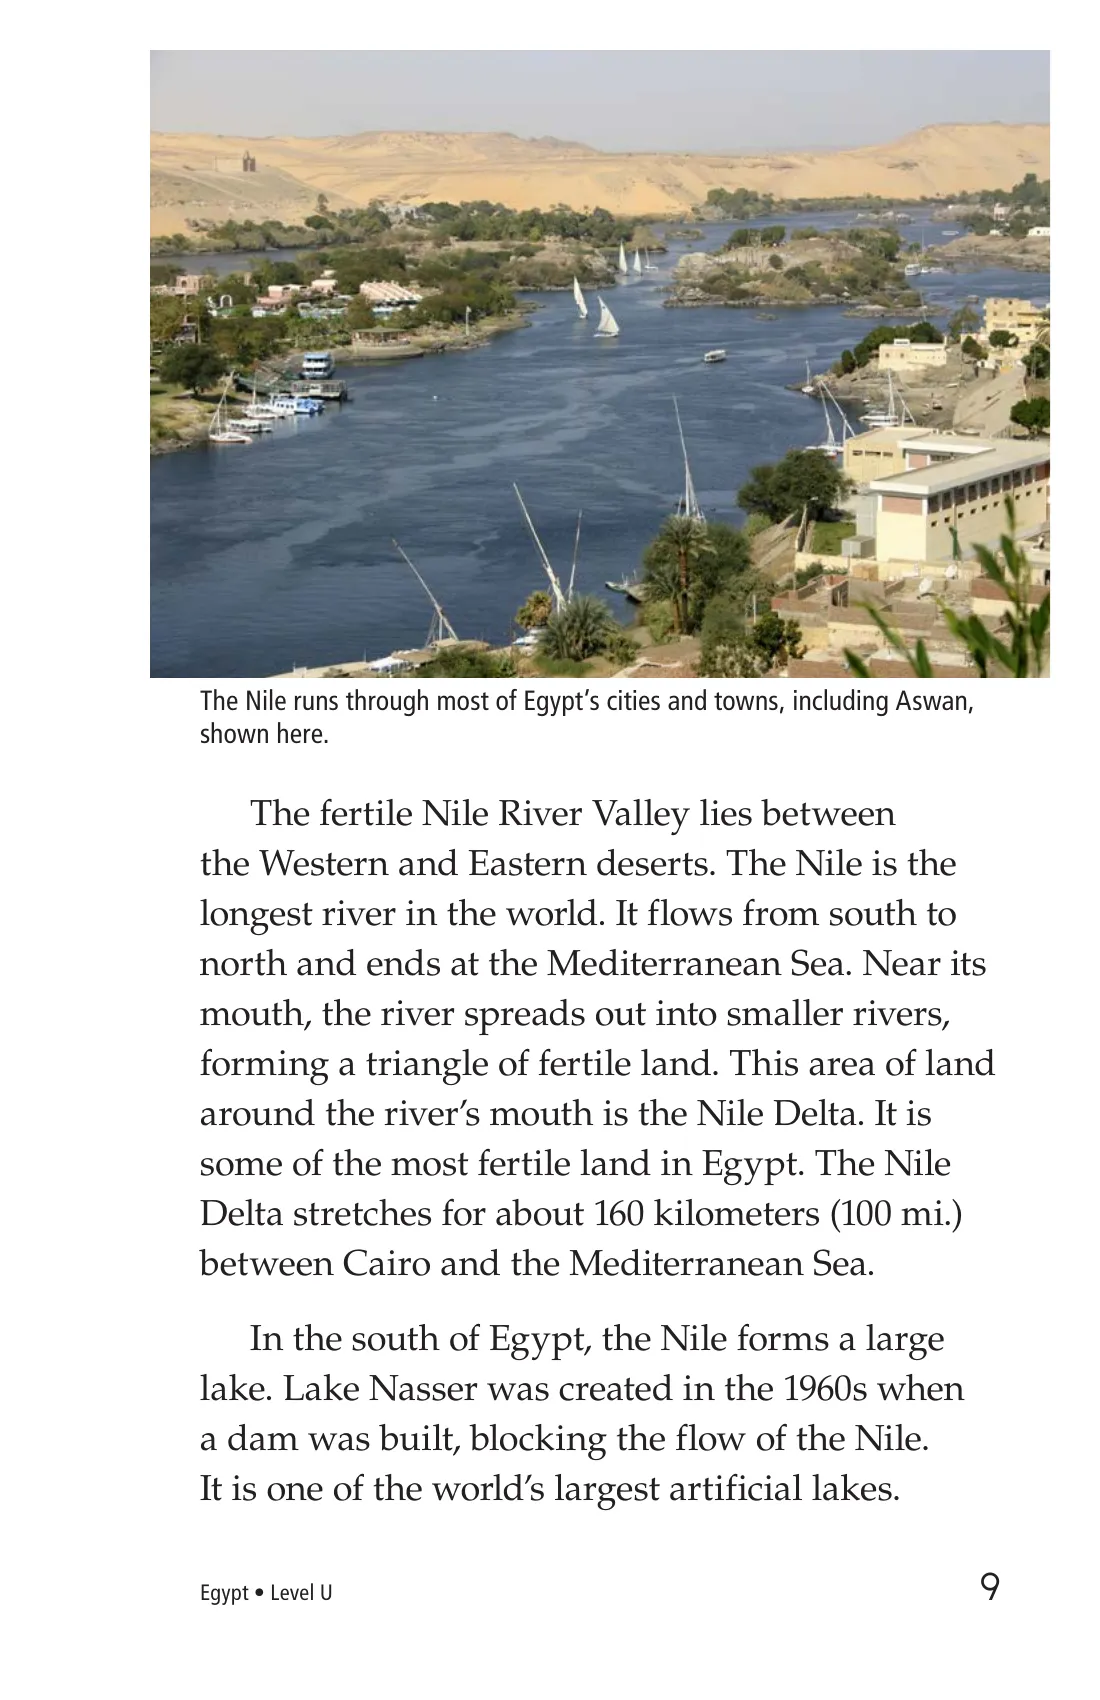 The Nile runs through most of Egypt’s cities and towns, including Aswan,
shown here.
The fertile Nile River Valley lies between
the Western and Eastern deserts. The Nile is the
longest river in the world. It flows from south to
north and ends at the Mediterranean Sea. Near its
mouth, the river spreads out into smaller rivers,
forming a triangle of fertile land. This area of land
around the river’s mouth is the Nile Delta. It is
some of the most fertile land in Egypt. The Nile
Delta stretches for about 160 kilometers (100 mi.)
between Cairo and the Mediterranean Sea.
In the south of Egypt, the Nile forms a large
lake. Lake Nasser was created in the 1960s when
a dam was built, blocking the flow of the Nile.
It is one of the world’s largest artificial lakes.
Egypt • Level U
9